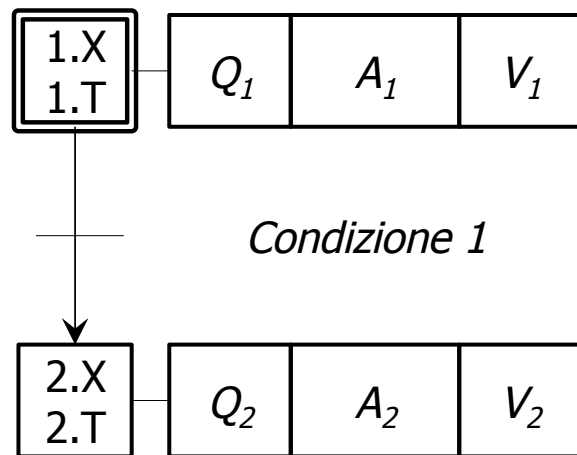 1.X
1.T
Q1 A1 V1
Condizione 1
2.X
2.T
Q2 A2 V2